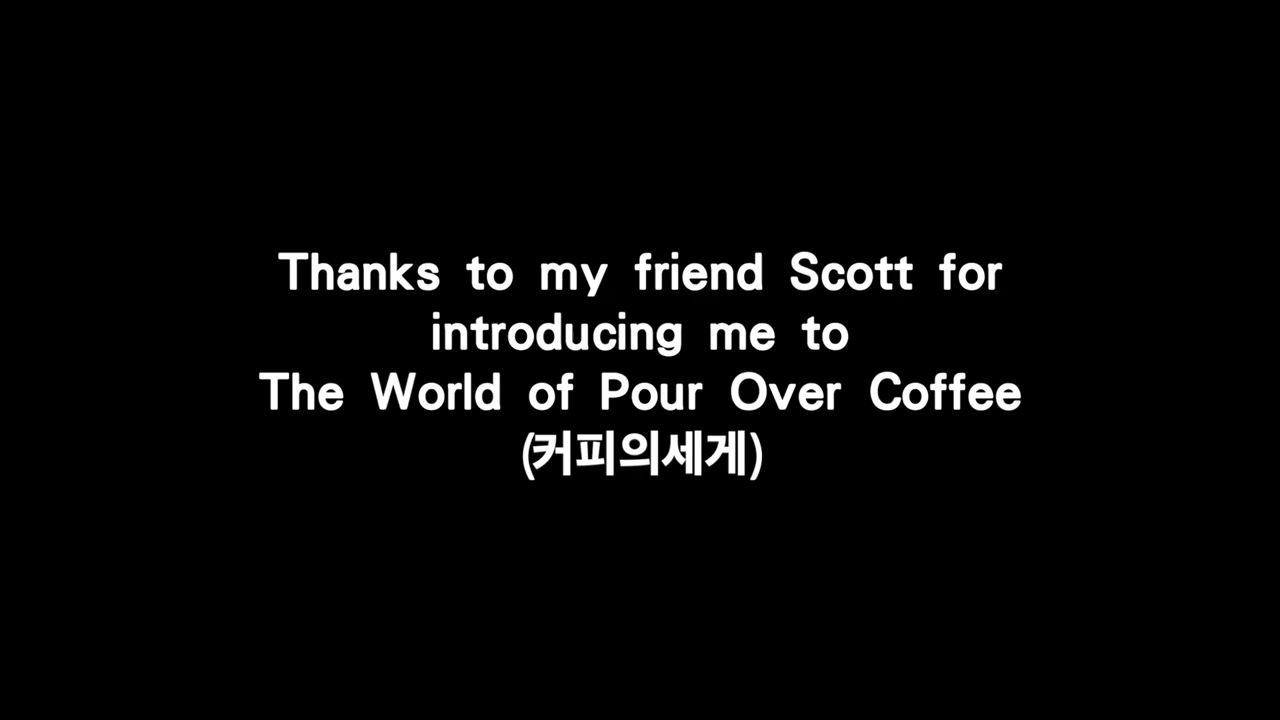 Thanks to my friend Scott for
introducing me to
The World of Pour Over Coffee
(커피의세게)